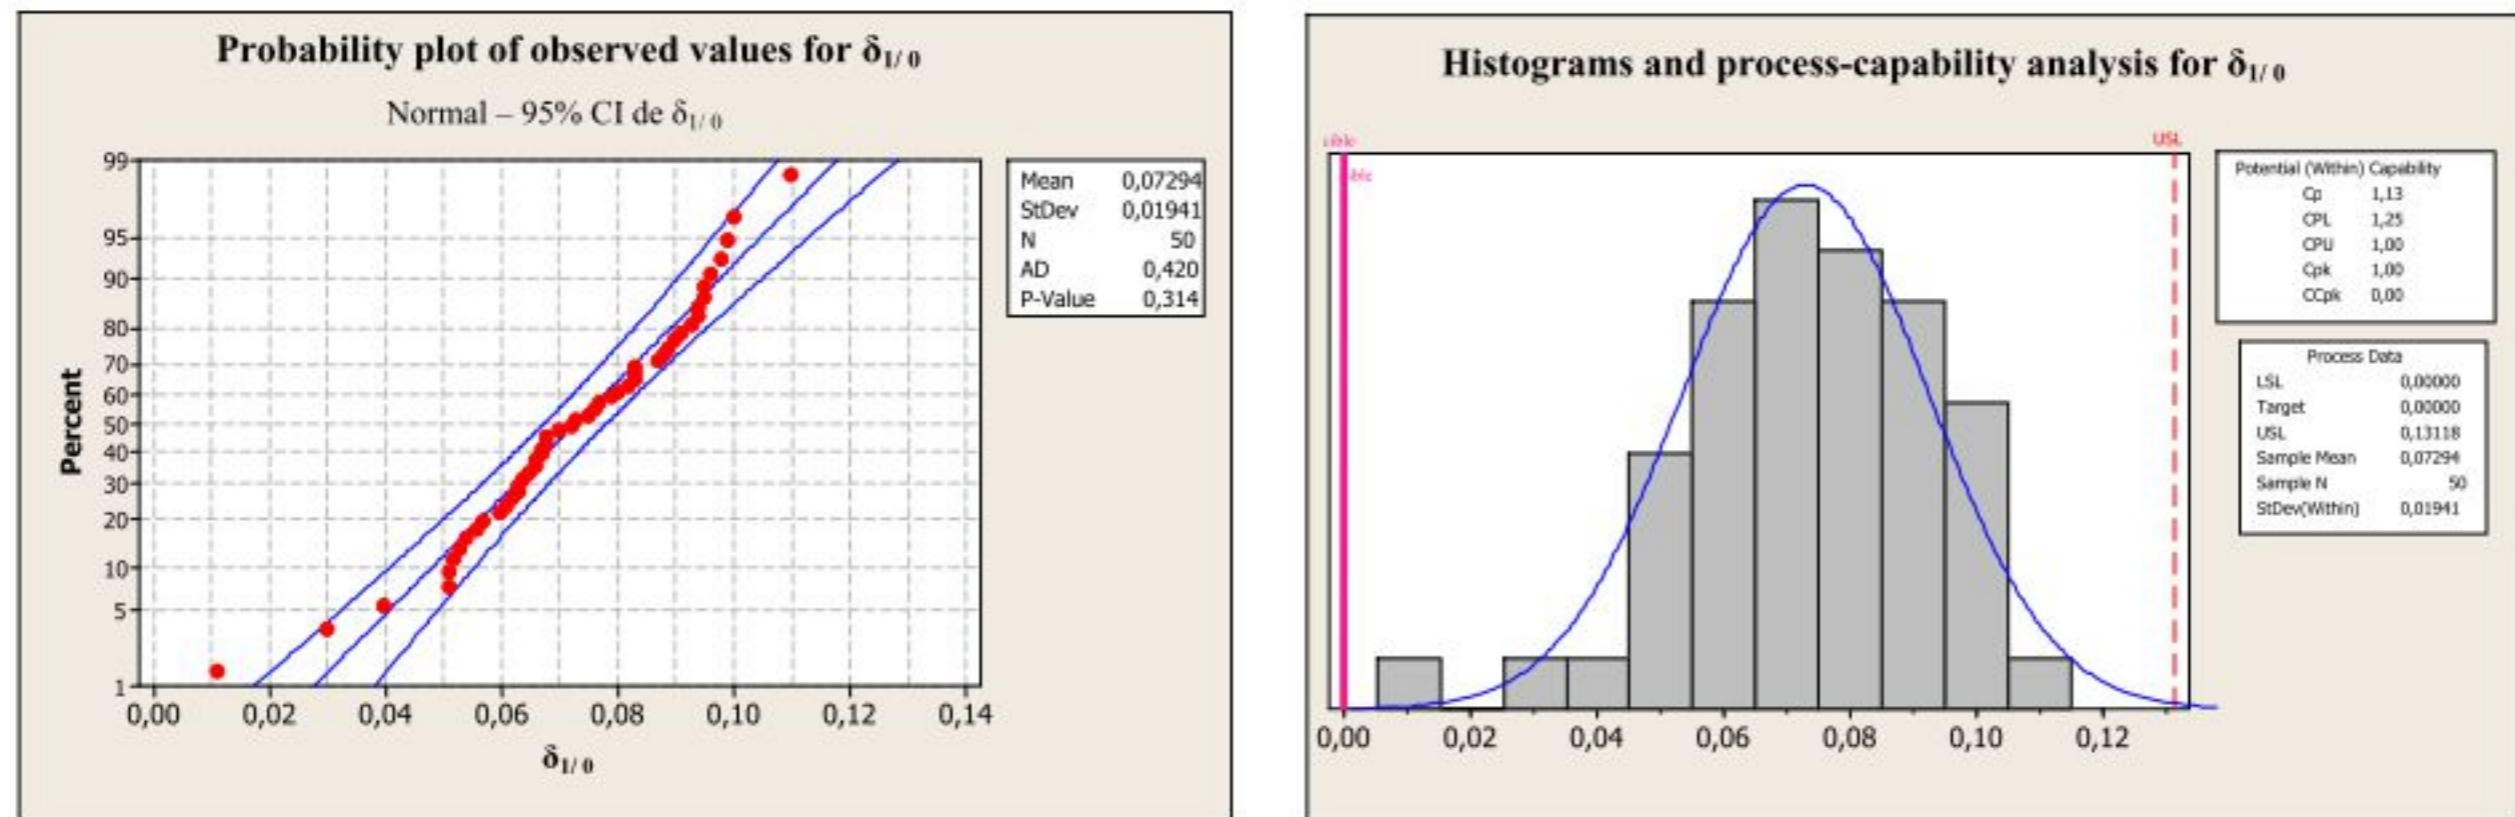 Probability plot of observed values for δ1/ 0
Normal – 95% CI de δ1/ 0
99
95
90
80
70
60
50
40
30
20
10
5
1
Percent
0,00 0,02 0,04 0,06 0,08 0,10 0,12 0,14
δ1/ 0
Mean 0,07294
StDev 0,01941
N 50
AD 0,420
P-Value 0,314
Histograms and process-capability analysis for δ1/ 0
USL
0,00 0,02 0,04 0,06 0,08 0,10 0,12
Potential (Within) Capability
Cp 1,13
CPL 1,25
CPU 1,00
Cpk 1,00
CCpk 0,00
Process Data
LSL 0,00000
Target 0,00000
USL 0,13118
Sample Mean 0,07294
Sample N 50
StDev(Within) 0,01941